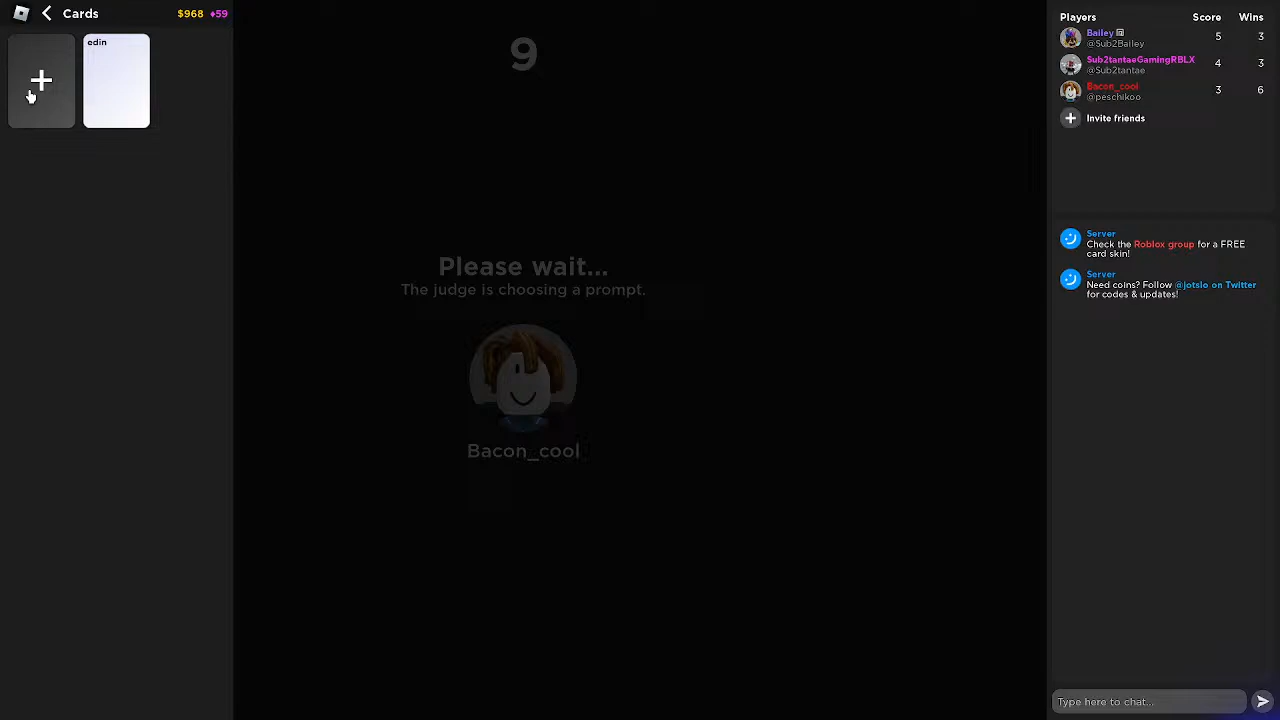 Cards
$968 ♦59
edin
9
Please wait...
The judge is choosing a prompt.
Bacon_cool
Players Score Wins
Bailey 5 3
@Sub2Bailey
Sub2tantaeGamingRBLX 4 3
@Sub2tantae
Bacon_cool 3 6
@peschikoo
Invite friends
Server
Check the Roblox group for a FREE
card skin!
Server
Need coins? Follow @jotslo on Twitter
for codes & updates!
Type here to chat...